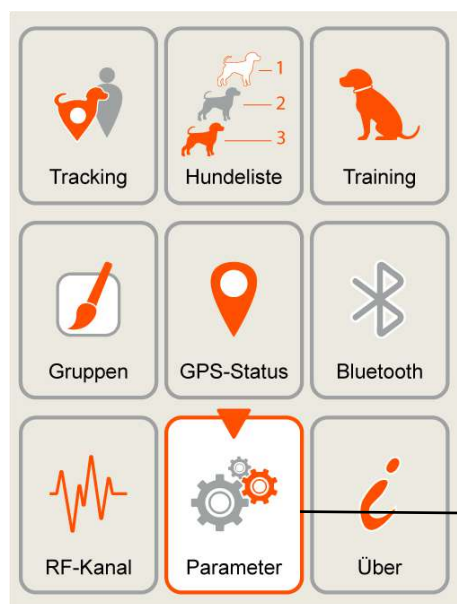 1
2
3
Tracking
Hundeliste
Training
Gruppen
GPS-Status
Bluetooth
RF-Kanal
Parameter
Über